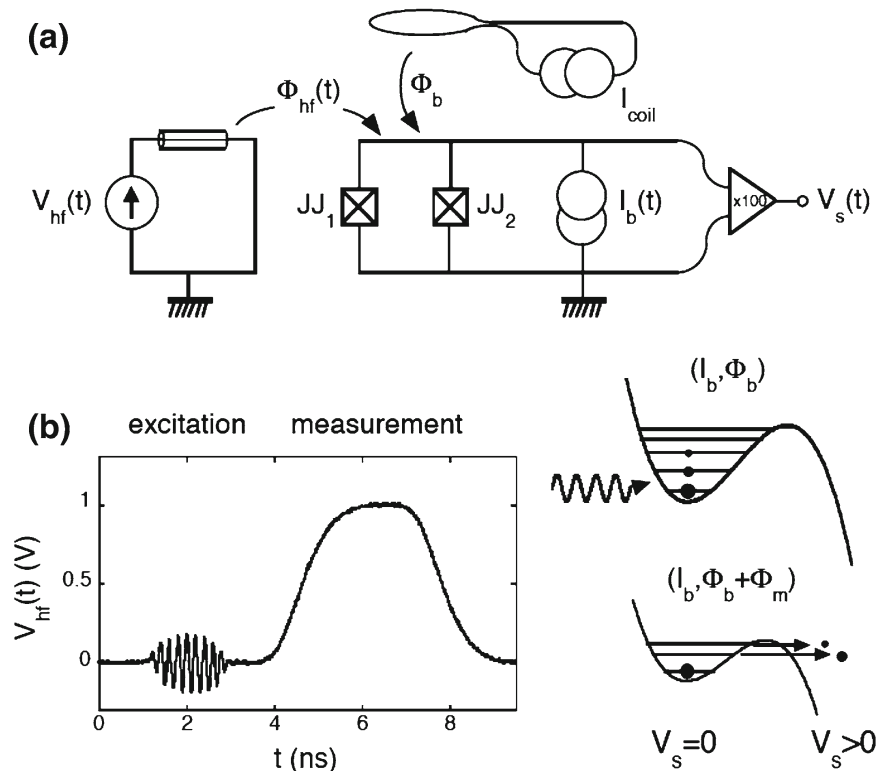 (a)
Φhf(t)
Φb
Icoil
Vhf(t)
JJ1
JJ2
Ib(t)
x100
Vs(t)
(b)
excitation measurement
Vhf(t) (V)
1
0.5
0
0 2 4 6 8
t (ns)
(Ib,Φb)
(Ib,Φb+Φm)
Vs=0 Vs>0